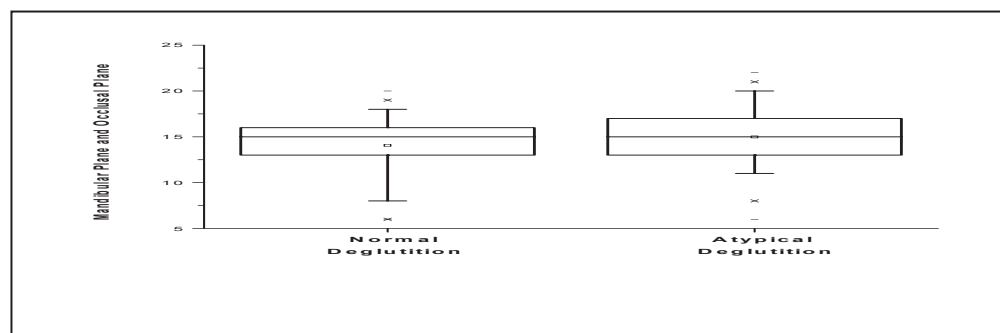 Mandibular Plane and Occlusal Plane
25
20
15
10
5
Normal
Deglutition
Atypical
Deglutition